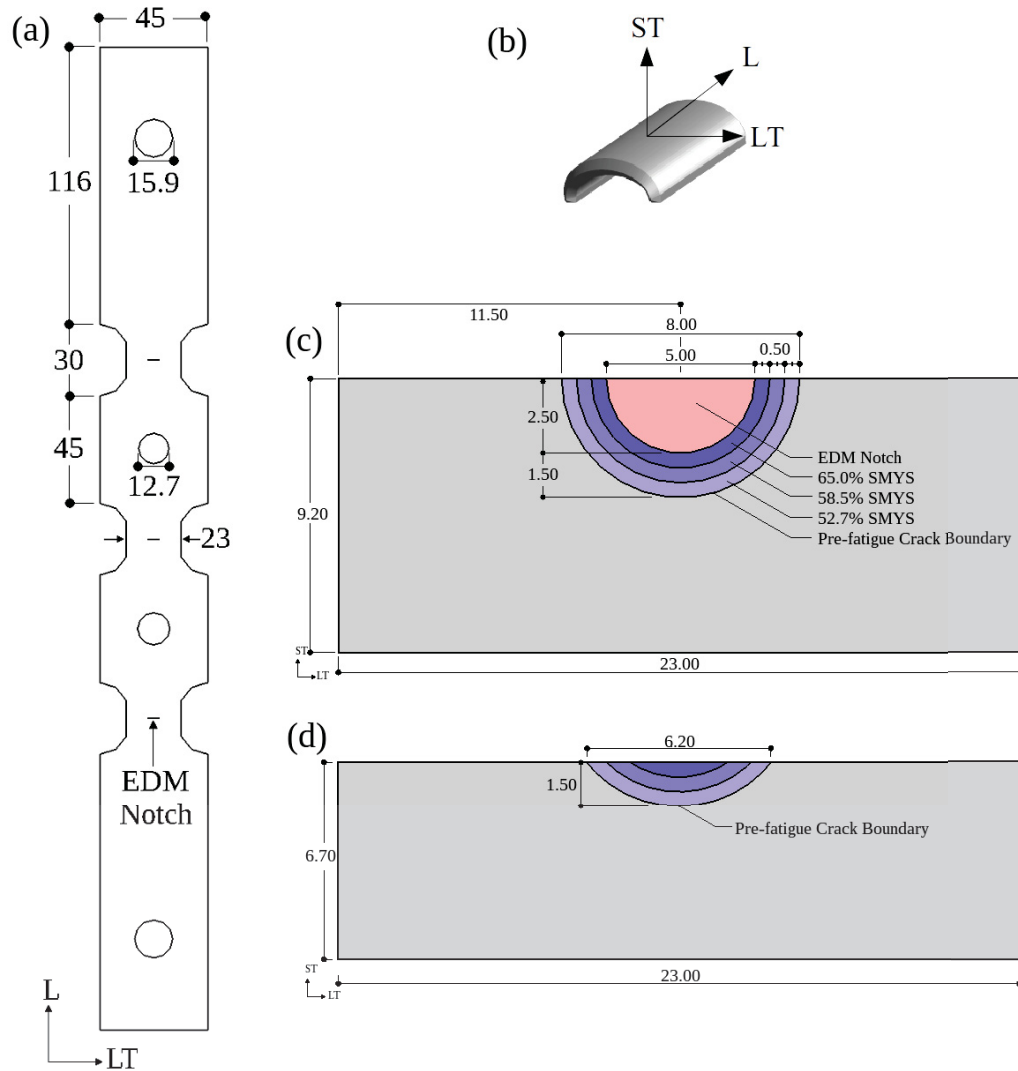 (a)
45
15.9
116
30
45
12.7
23
EDM
Notch
L
LT
(b)
ST
L
LT
(c)
11.50
8.00
5.00
0.50
2.50
1.50
9.20
EDM Notch
65.0% SMYS
58.5% SMYS
52.7% SMYS
Pre-fatigue Crack Boundary
ST
LT
23.00
(d)
6.20
1.50
Pre-fatigue Crack Boundary
6.70
ST
LT
23.00